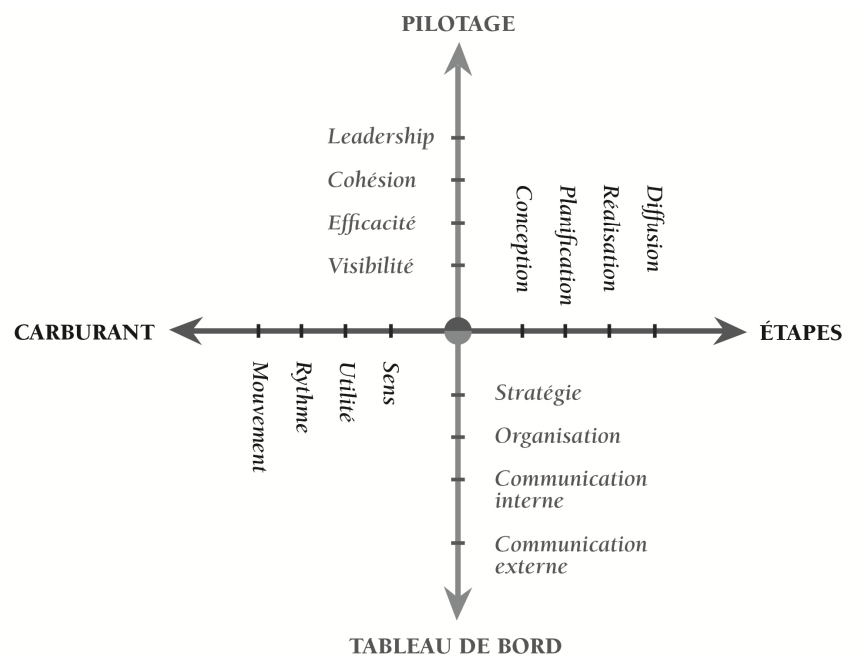 PILOTAGE
Leadership
Cohésion
Efficacité
Visibilité
Conception
Planification
Réalisation
Diffusion
CARBURANT
ÉTAPES
Mouvement
Rythme
Utilité
Sens
Stratégie
Organisation
Communication
interne
Communication
externe
TABLEAU DE BORD